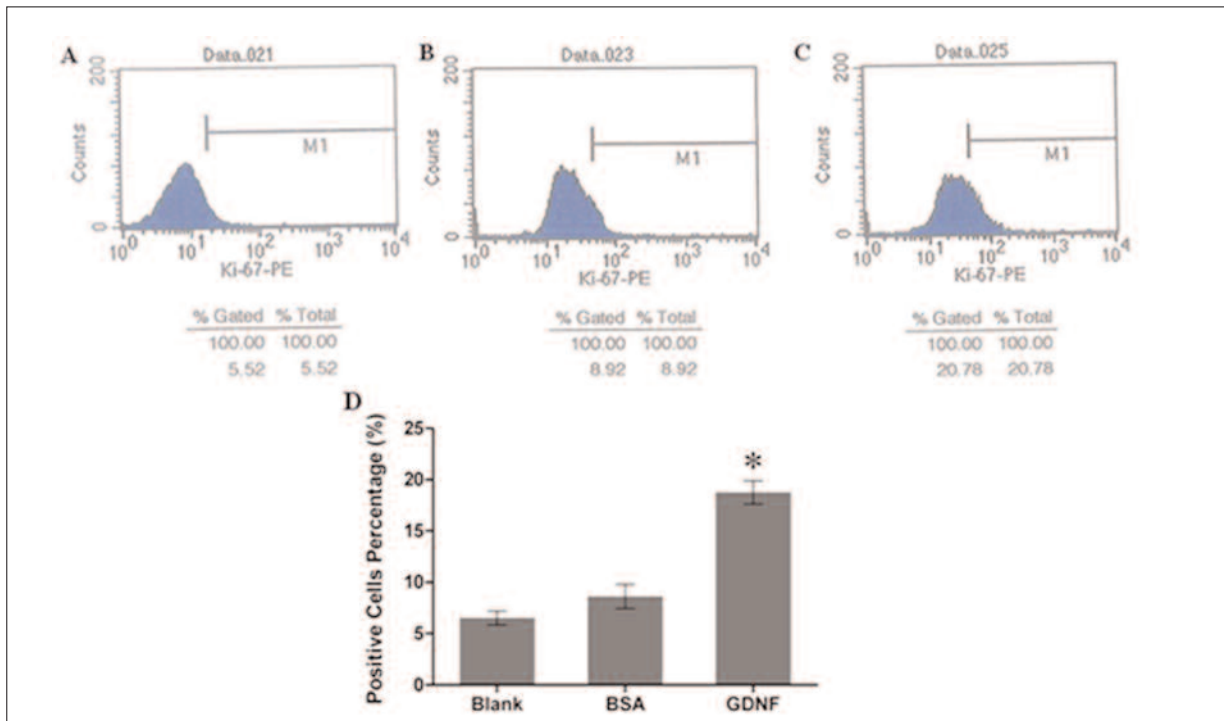 A
Data.021
200
Counts
0
M1
10^0 10^1 10^2 10^3 10^4
Ki-67-PE
% Gated % Total
100.00 100.00
5.52 5.52
B
Data.023
200
Counts
0
M1
10^0 10^1 10^2 10^3 10^4
Ki-67-PE
% Gated % Total
100.00 100.00
8.92 8.92
C
Data.025
200
Counts
0
M1
10^0 10^1 10^2 10^3 10^4
Ki-67-PE
% Gated % Total
100.00 100.00
20.78 20.78
D
Positive Cells Percentage (%)
25
20
15
10
5
0
*
Blank BSA GDNF